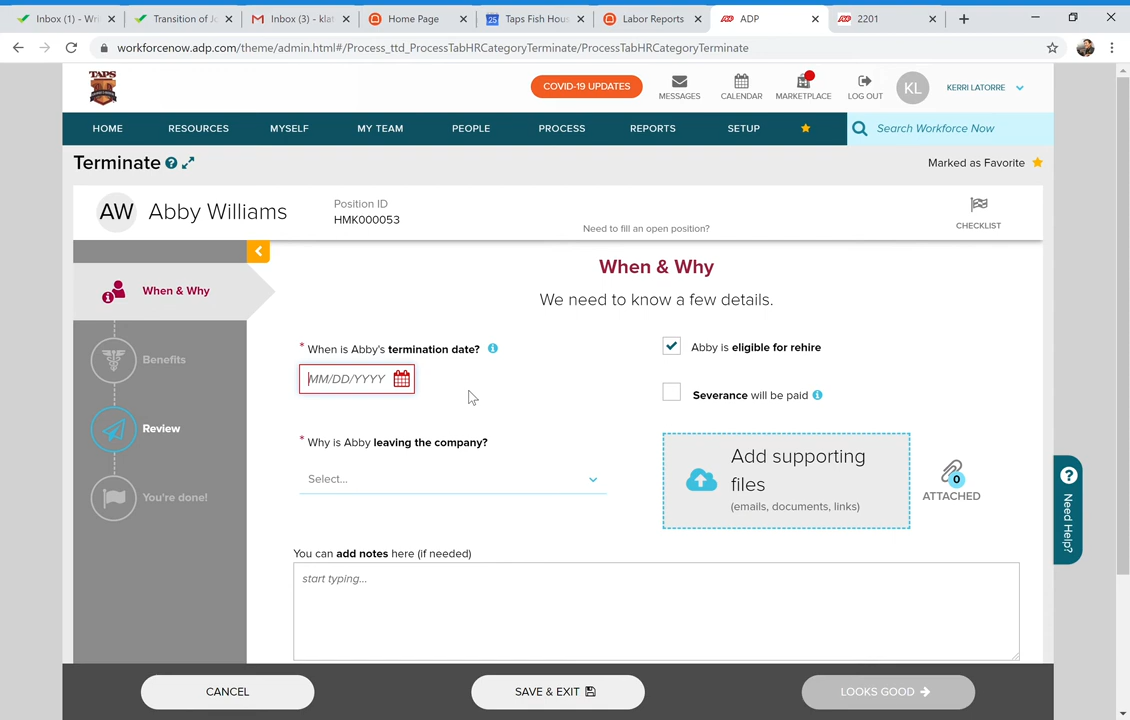 Inbox (1) - Wri
Transition of Jo
Inbox (3) - klat
Home Page
Taps Fish Hous
Labor Reports
ADP
2201
workforcenow.adp.com/theme/admin.html#/Process_ttd_ProcessTabHRCategoryTerminate/ProcessTabHRCategoryTerminate
TAPS
COVID-19 UPDATES
MESSAGES
CALENDAR
MARKETPLACE
LOG OUT
KL
KERRI LATORRE
HOME
RESOURCES
MYSELF
MY TEAM
PEOPLE
PROCESS
REPORTS
SETUP
Search Workforce Now
Terminate
Marked as Favorite
AW
Abby Williams
Position ID
HMK000053
Need to fill an open position?
CHECKLIST
When & Why
Benefits
Review
You're done!
When & Why
We need to know a few details.
* When is Abby's termination date?
MM/DD/YYYY
Abby is eligible for rehire
Severance will be paid
* Why is Abby leaving the company?
Select...
Add supporting
files
(emails, documents, links)
0
ATTACHED
Need Help?
You can add notes here (if needed)
start typing...
CANCEL
SAVE & EXIT
LOOKS GOOD